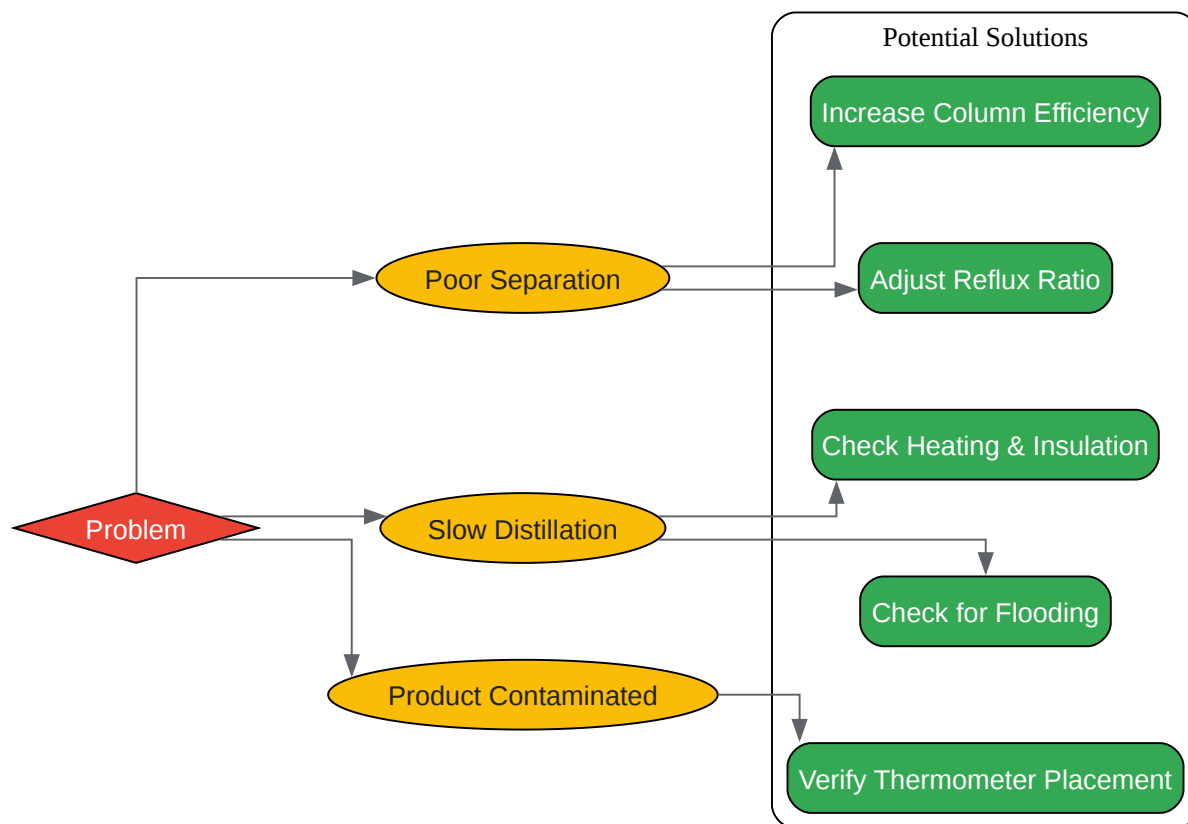 Potential Solutions
Increase Column Efficiency
Poor Separation
Adjust Reflux Ratio
Check Heating & Insulation
Problem
Slow Distillation
Check for Flooding
Product Contaminated
Verify Thermometer Placement